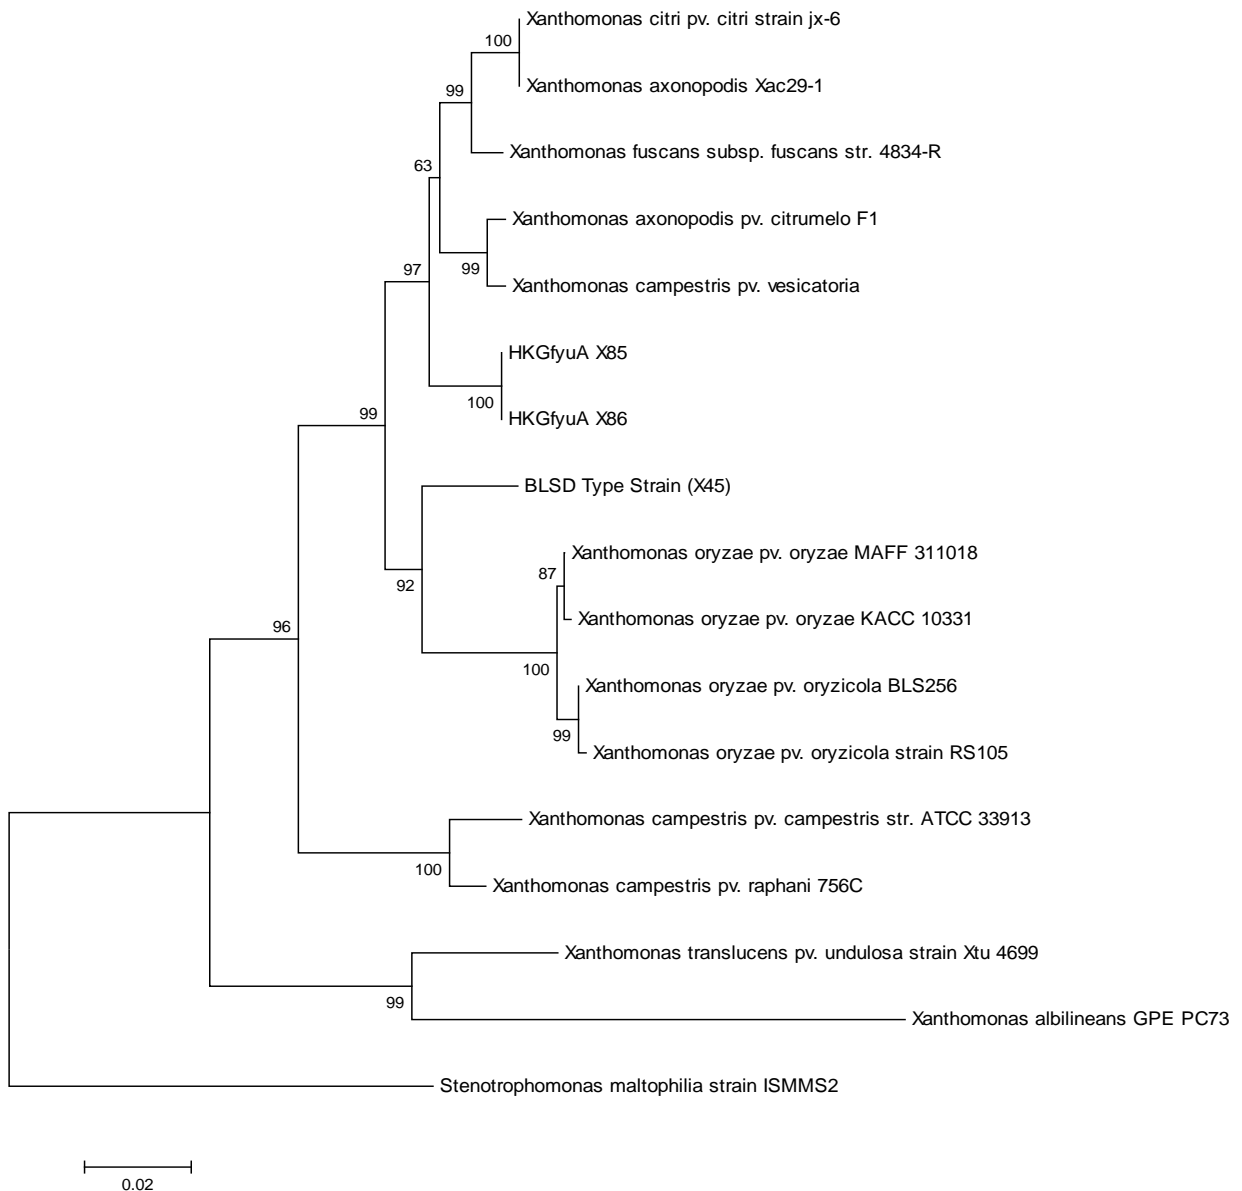 Xanthomonas citri pv. citri strain jx-6
100
Xanthomonas axonopodis Xac29-1
99
Xanthomonas fuscans subsp. fuscans str. 4834-R
63
Xanthomonas axonopodis pv. citrumelo F1
99
97
Xanthomonas campestris pv. vesicatoria
HKGfyuA X85
100
HKGfyuA X86
99
BLSD Type Strain (X45)
92
Xanthomonas oryzae pv. oryzae MAFF 311018
87
Xanthomonas oryzae pv. oryzae KACC 10331
96
100
Xanthomonas oryzae pv. oryzicola BLS256
99
Xanthomonas oryzae pv. oryzicola strain RS105
Xanthomonas campestris pv. campestris str. ATCC 33913
100
Xanthomonas campestris pv. raphani 756C
Xanthomonas translucens pv. undulosa strain Xtu 4699
99
Xanthomonas albilineans GPE PC73
Stenotrophomonas maltophilia strain ISMMS2
0.02